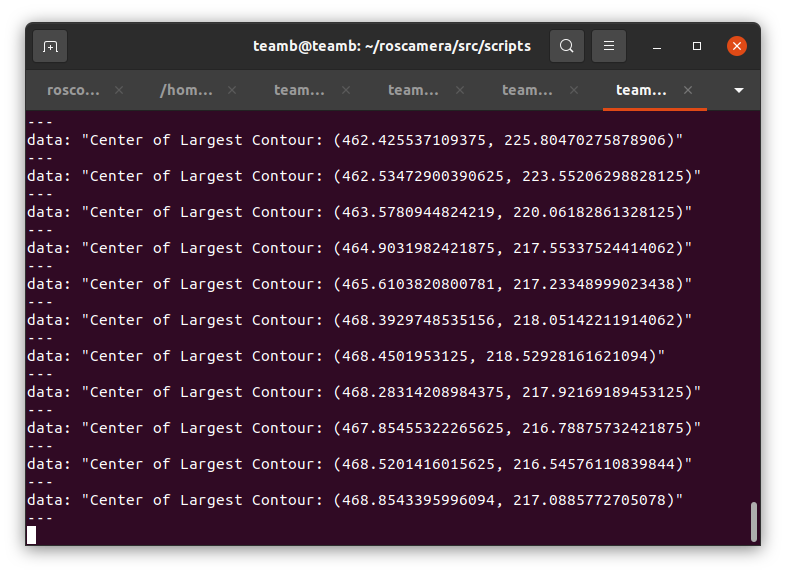 teamb@teamb: ~/roscamera/src/scripts
rosco... /hom... team... team... team... team...
---
data: "Center of Largest Contour: (462.425537109375, 225.80470275878906)"
---
data: "Center of Largest Contour: (462.53472900390625, 223.55206298828125)"
---
data: "Center of Largest Contour: (463.5780944824219, 220.06182861328125)"
---
data: "Center of Largest Contour: (464.9031982421875, 217.55337524414062)"
---
data: "Center of Largest Contour: (465.6103820800781, 217.23348999023438)"
---
data: "Center of Largest Contour: (468.3929748535156, 218.05142211914062)"
---
data: "Center of Largest Contour: (468.4501953125, 218.52928161621094)"
---
data: "Center of Largest Contour: (468.28314208984375, 217.92169189453125)"
---
data: "Center of Largest Contour: (467.85455322265625, 216.78875732421875)"
---
data: "Center of Largest Contour: (468.5201416015625, 216.54576110839844)"
---
data: "Center of Largest Contour: (468.8543395996094, 217.0885772705078)"
---